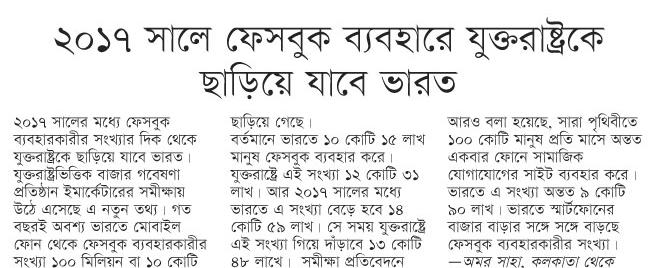 ২০১৭ সালে ফেসবুক ব্যবহারে যুক্তরাষ্ট্রকে
ছাড়িয়ে যাবে ভারত
২০১৭ সালের মধ্যে ফেসবুক
ব্যবহারকারীর সংখ্যার দিক থেকে
যুক্তরাষ্ট্রকে ছাড়িয়ে যাবে ভারত।
যুক্তরাষ্ট্রভিত্তিক বাজার গবেষণা
প্রতিষ্ঠান ইমার্কেটারের সমীক্ষায়
উঠে এসেছে এ নতুন তথ্য। গত
বছরই অবশ্য ভারতে মোবাইল
ফোন থেকে ফেসবুক ব্যবহারকারীর
সংখ্যা ১০০ মিলিয়ন বা ১০ কোটি
ছাড়িয়ে গেছে।
বর্তমানে ভারতে ১০ কোটি ১৫ লাখ
মানুষ ফেসবুক ব্যবহার করে।
যুক্তরাষ্ট্রে এই সংখ্যা ১২ কোটি ৩১
লাখ। আর ২০১৭ সালের মধ্যে
ভারতে এ সংখ্যা বেড়ে হবে ১৪
কোটি ৫৯ লাখ। সে সময় যুক্তরাষ্ট্রে
এই সংখ্যা গিয়ে দাঁড়াবে ১৩ কোটি
৪৮ লাখে। সমীক্ষা প্রতিবেদনে
আরও বলা হয়েছে, সারা পৃথিবীতে
১০০ কোটি মানুষ প্রতি মাসে অন্তত
একবার ফোনে সামাজিক
যোগাযোগের সাইট ব্যবহার করে।
ভারতে এ সংখ্যা অন্তত ৯ কোটি
৯০ লাখ। ভারতে স্মার্টফোনের
বাজার বাড়ার সঙ্গে সঙ্গে বাড়ছে
ফেসবুক ব্যবহারকারীর সংখ্যা।
—অমর সাহা, কলকাতা থেকে